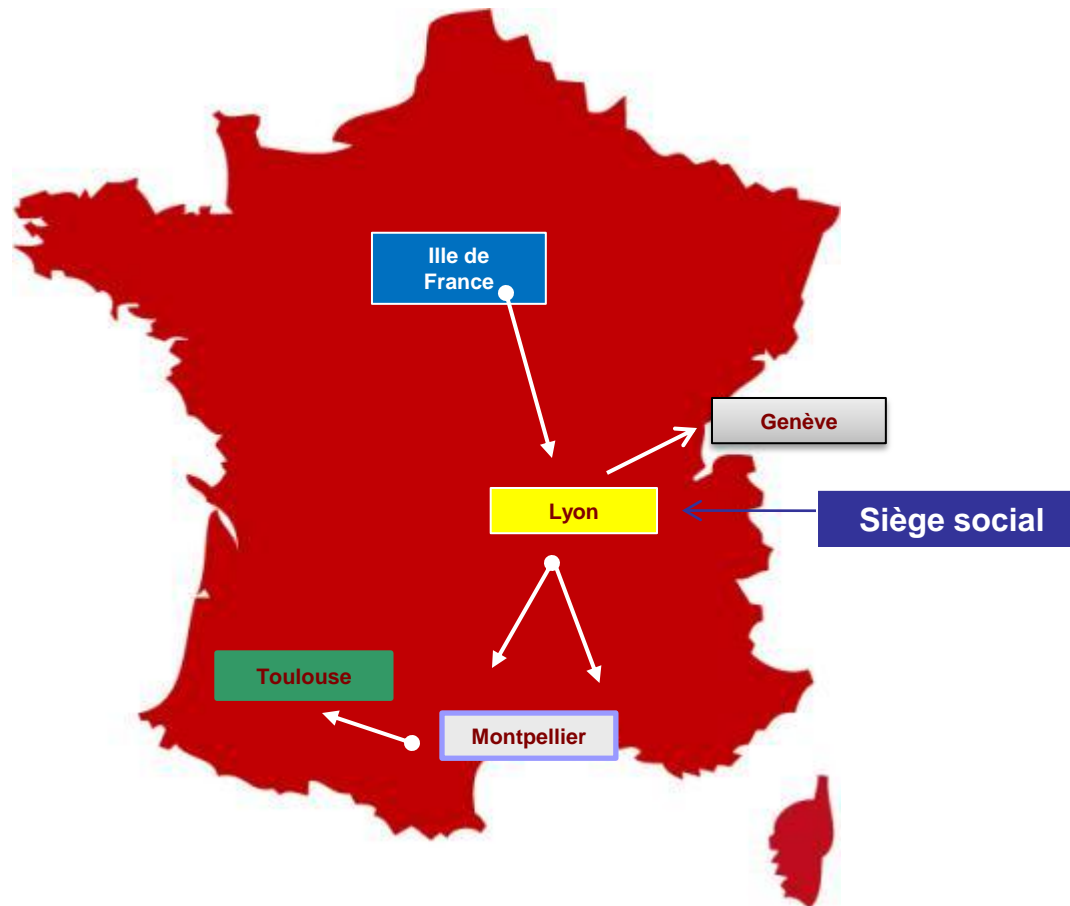 Ille de
France
Genève
Lyon
Siège social
Toulouse
Montpellier